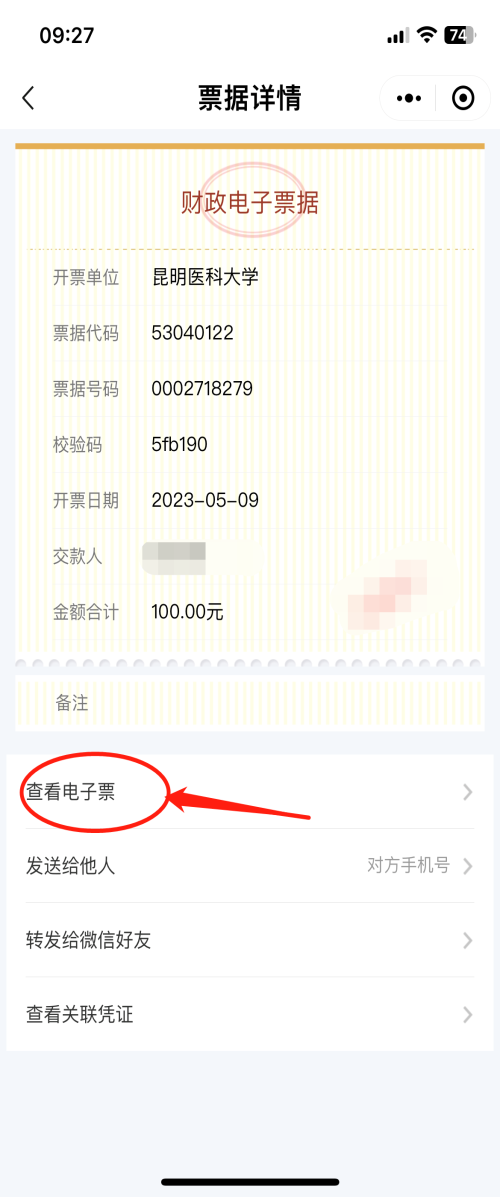 09:27
74
票据详情
财政电子票据
开票单位 昆明医科大学
票据代码 53040122
票据号码 0002718279
校验码 5fb190
开票日期 2023-05-09
交款人
金额合计 100.00元
备注
查看电子票
发送给他人 对方手机号
转发给微信好友
查看关联凭证